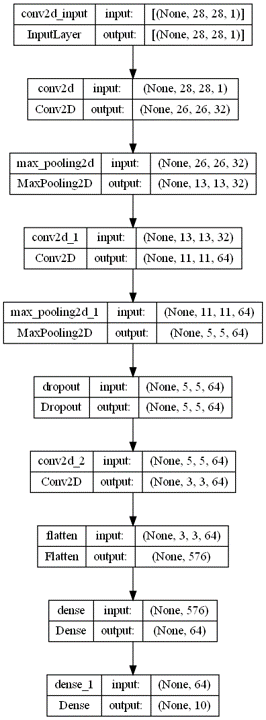 conv2d_input input: [(None, 28, 28, 1)]
InputLayer output: [(None, 28, 28, 1)]
conv2d input: (None, 28, 28, 1)
Conv2D output: (None, 26, 26, 32)
max_pooling2d input: (None, 26, 26, 32)
MaxPooling2D output: (None, 13, 13, 32)
conv2d_1 input: (None, 13, 13, 32)
Conv2D output: (None, 11, 11, 64)
max_pooling2d_1 input: (None, 11, 11, 64)
MaxPooling2D output: (None, 5, 5, 64)
dropout input: (None, 5, 5, 64)
Dropout output: (None, 5, 5, 64)
conv2d_2 input: (None, 5, 5, 64)
Conv2D output: (None, 3, 3, 64)
flatten input: (None, 3, 3, 64)
Flatten output: (None, 576)
dense input: (None, 576)
Dense output: (None, 64)
dense_1 input: (None, 64)
Dense output: (None, 10)